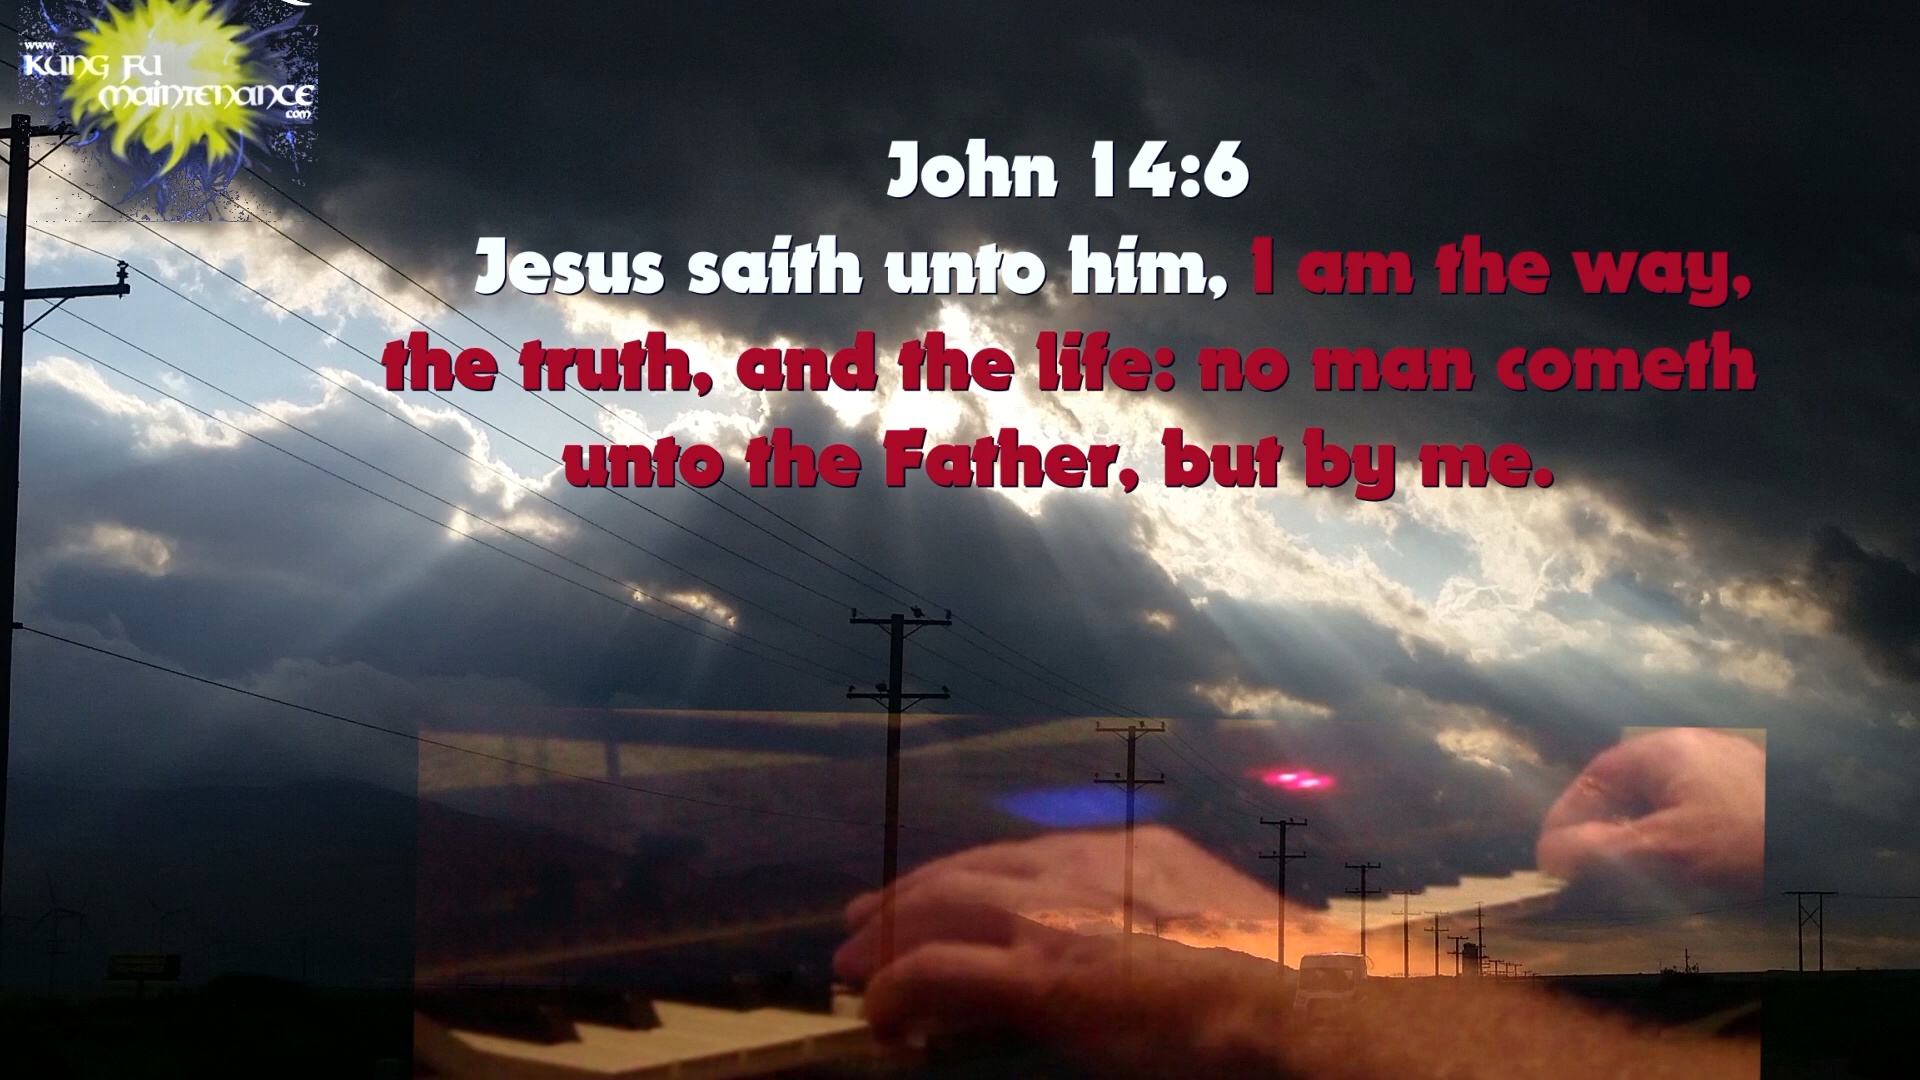 www
Kung Fu
Maintenance
.com
John 14:6
Jesus saith unto him, I am the way,
the truth, and the life: no man cometh
unto the Father, but by me.